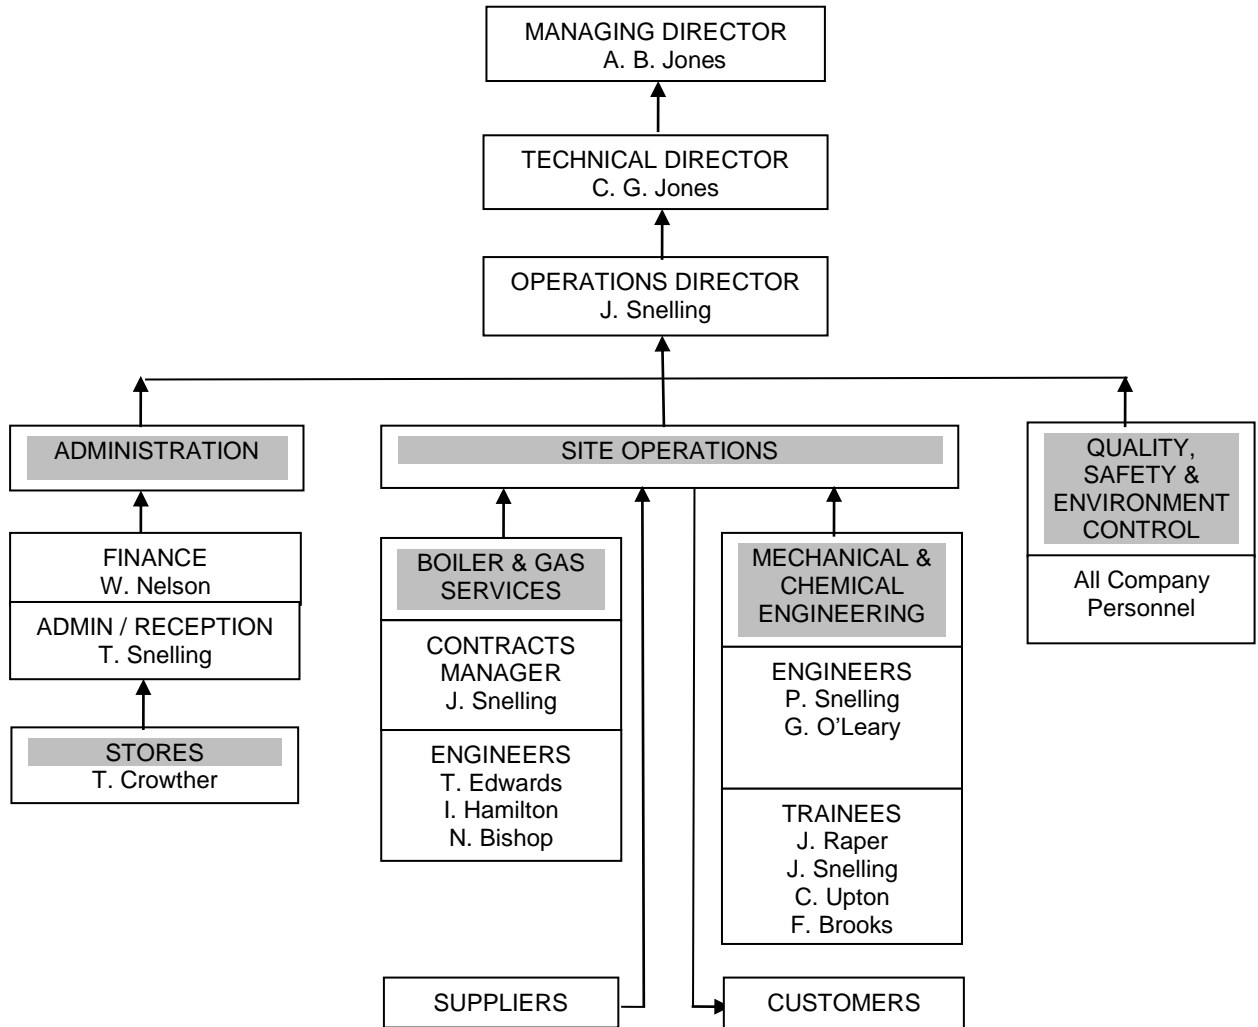 MANAGING DIRECTOR
A. B. Jones
TECHNICAL DIRECTOR
C. G. Jones
OPERATIONS DIRECTOR
J. Snelling
ADMINISTRATION
FINANCE
W. Nelson
ADMIN / RECEPTION
T. Snelling
STORES
T. Crowther
SITE OPERATIONS
BOILER & GAS
SERVICES
CONTRACTS
MANAGER
J. Snelling
ENGINEERS
T. Edwards
I. Hamilton
N. Bishop
MECHANICAL &
CHEMICAL
ENGINEERING
ENGINEERS
P. Snelling
G. O’Leary
TRAINEES
J. Raper
J. Snelling
C. Upton
F. Brooks
QUALITY,
SAFETY &
ENVIRONMENT
CONTROL
All Company
Personnel
SUPPLIERS
CUSTOMERS